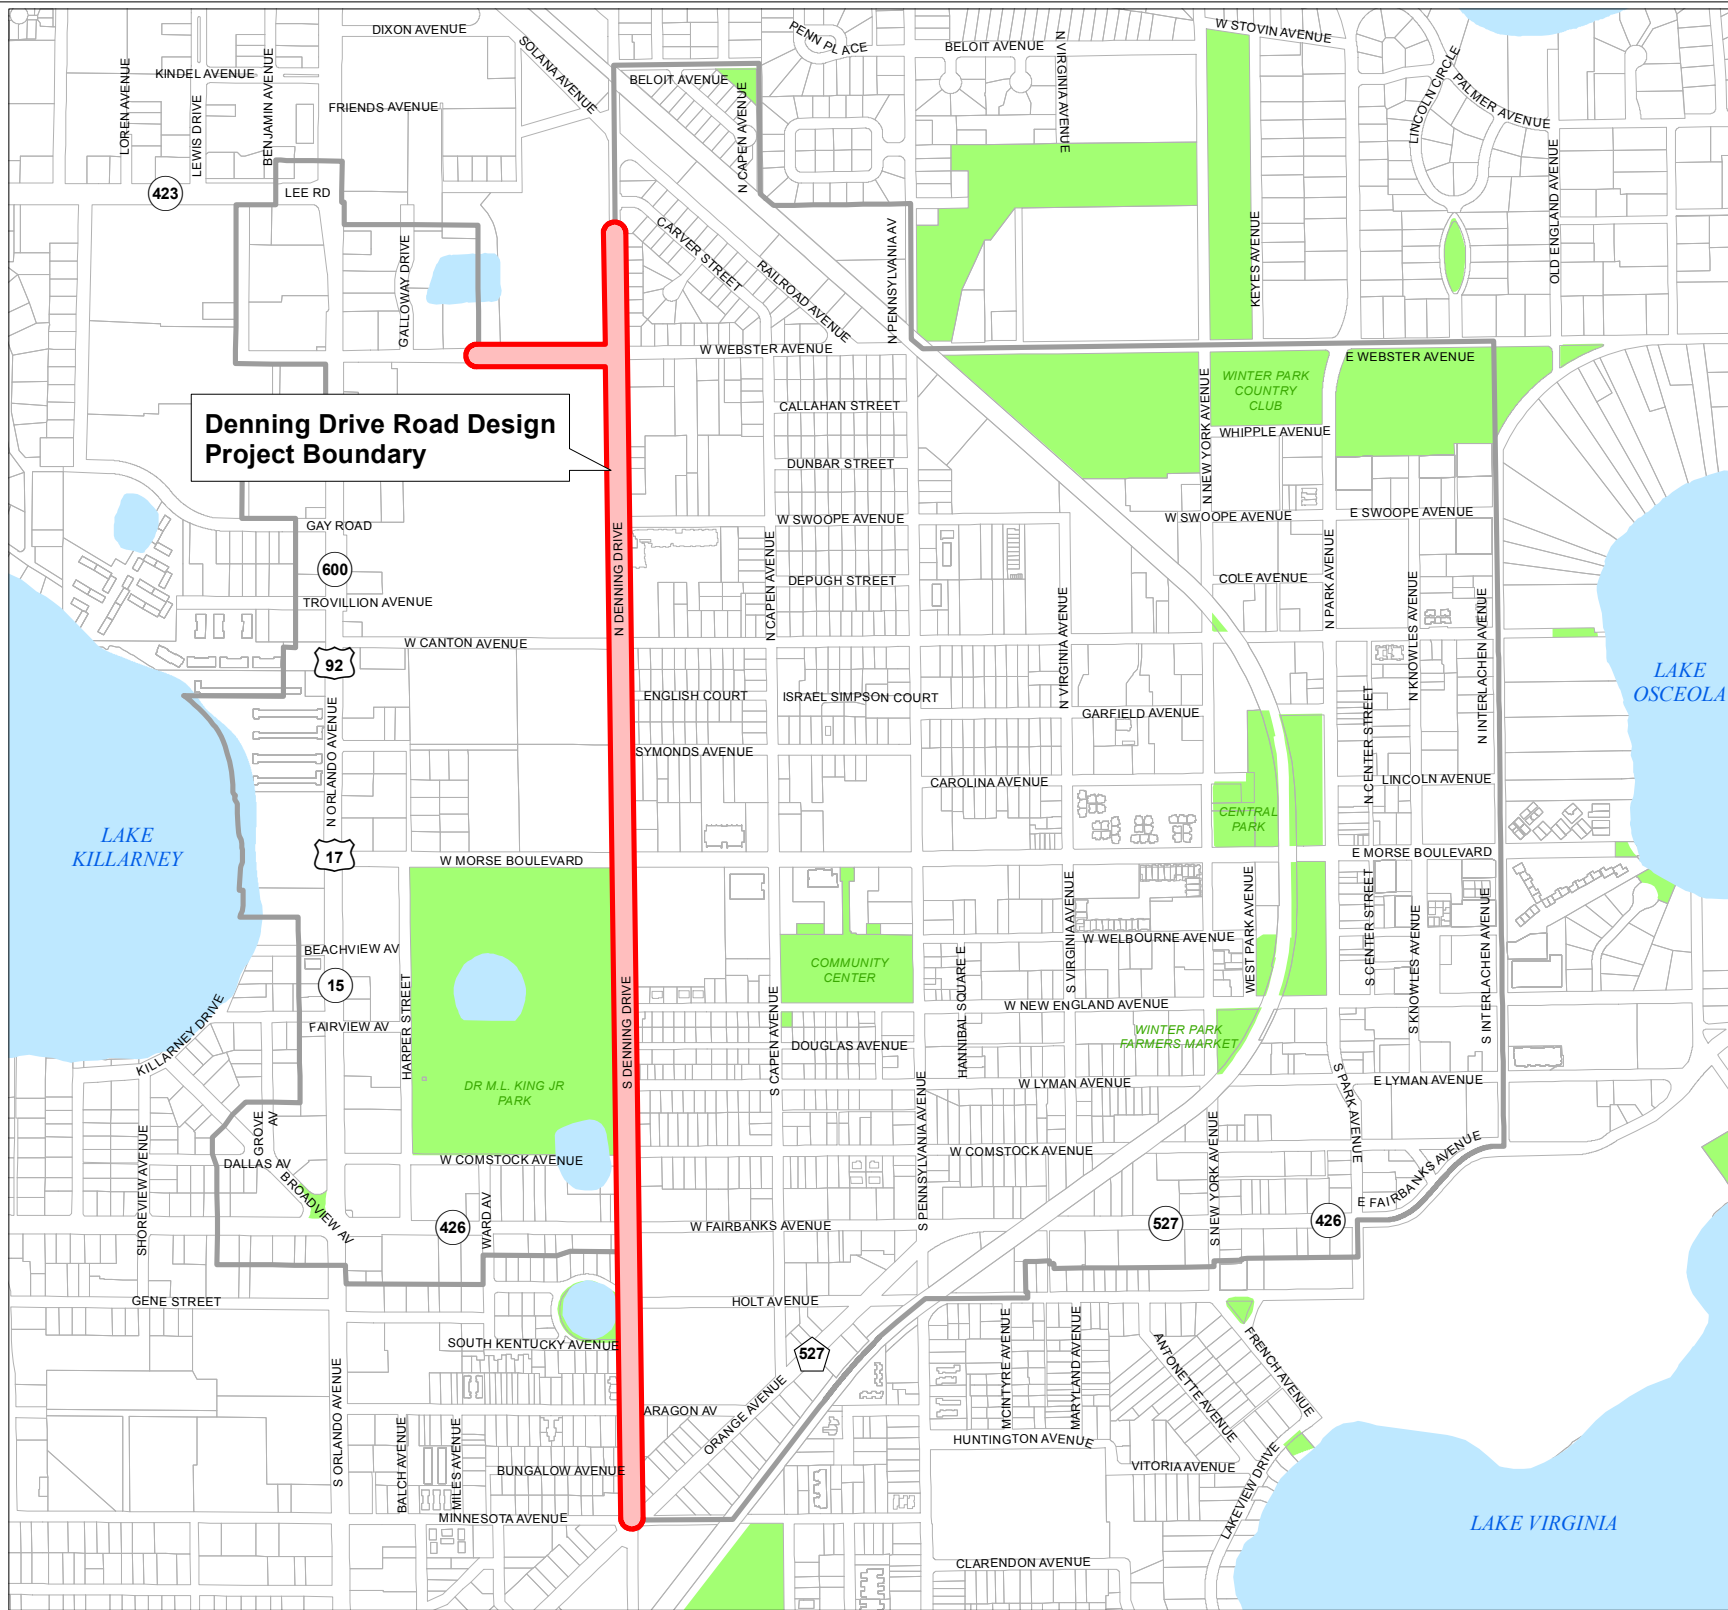 DIXON AVENUE
SOLANA AVENUE
PENN PLACE
BELOIT AVENUE
N VIRGINIA AVENUE
W STOVIN AVENUE
LINCOLN CIRCLE
PALMER AVENUE
KINDEL AVENUE
LOREN AVENUE
LEWIS DRIVE
BENJAMIN AVENUE
FRIENDS AVENUE
BELOIT AVENUE
N CAPEN AVENUE
OLD ENGLAND AVENUE
423
LEE RD
GALLOWAY DRIVE
CARVER STREET
RAILROAD AVENUE
N PENNSYLVANIA AV
KEYES AVENUE
W WEBSTER AVENUE
E WEBSTER AVENUE
WINTER PARK
COUNTRY
CLUB
Denning Drive Road Design
Project Boundary
CALLAHAN STREET
N NEW YORK AVENUE
WHIPPLE AVENUE
DUNBAR STREET
GAY ROAD
W SWOOPE AVENUE
W SWOOPE AVENUE
E SWOOPE AVENUE
600
N DENNING DRIVE
N CAPEN AVENUE
DEPUGH STREET
COLE AVENUE
N PARK AVENUE
TROVILLION AVENUE
N VIRGINIA AVENUE
N KNOWLES AVENUE
N INTERLACHEN AVENUE
W CANTON AVENUE
92
LAKE
OSCEOLA
ENGLISH COURT
ISRAEL SIMPSON COURT
GARFIELD AVENUE
N CENTER STREET
N ORLANDO AVENUE
SYMONDS AVENUE
CAROLINA AVENUE
LINCOLN AVENUE
LAKE
KILLARNEY
CENTRAL
PARK
17
W MORSE BOULEVARD
E MORSE BOULEVARD
S VIRGINIA AVENUE
WEST PARK AVENUE
S CENTER STREET
S KNOWLES AVENUE
S INTERLACHEN AVENUE
BEACHVIEW AV
W WELBOURNE AVENUE
COMMUNITY
CENTER
15
HARPER STREET
S DENNING DRIVE
S CAPEN AVENUE
HANNIBAL SQUARE E
W NEW ENGLAND AVENUE
KILLARNEY DRIVE
FAIRVIEW AV
DOUGLAS AVENUE
WINTER PARK
FARMERS MARKET
DR M.L. KING JR
PARK
W LYMAN AVENUE
E LYMAN AVENUE
S PARK AVENUE
GROVE
AV
SHOREVIEW AVENUE
S PENNSYLVANIA AVENUE
S NEW YORK AVENUE
DALLAS AV
W COMSTOCK AVENUE
W COMSTOCK AVENUE
E FAIRBANKS AVENUE
BROADVIEW AV
426
WARD AV
W FAIRBANKS AVENUE
527
426
GENE STREET
HOLT AVENUE
SOUTH KENTUCKY AVENUE
527
MCINTYRE AVENUE
MARYLAND AVENUE
ANTONETTE AVENUE
FRENCH AVENUE
S ORLANDO AVENUE
BALCH AVENUE
MILES AVENUE
ARAGON AV
ORANGE AVENUE
HUNTINGTON AVENUE
BUNGALOW AVENUE
VITORIA AVENUE
LAKEVIEW DRIVE
MINNESOTA AVENUE
LAKE VIRGINIA
CLARENDON AVENUE